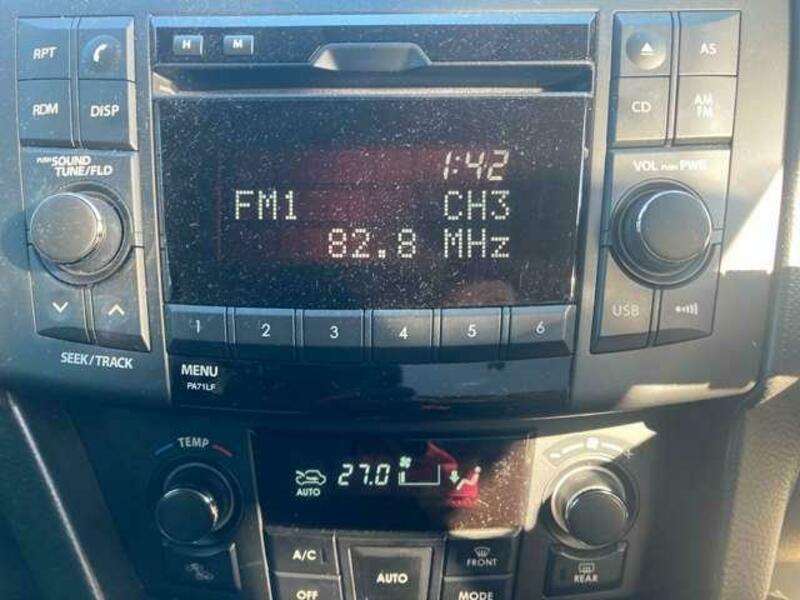 RPT
H M
AS
RDM DISP
CD AM FM
PUSH SOUND
TUNE/FLD
VOL PUSH PWR
1:42
FM1 CH3
82.8 MHz
USB
1 2 3 4 5 6
SEEK/TRACK
MENU
PA71LF
TEMP
27.0
AUTO
A/C
AUTO
FRONT
REAR
OFF
MODE